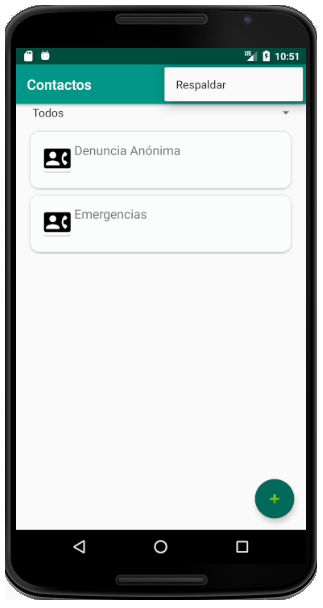 10:51
Contactos
Respaldar
Todos
Denuncia Anónima
Emergencias